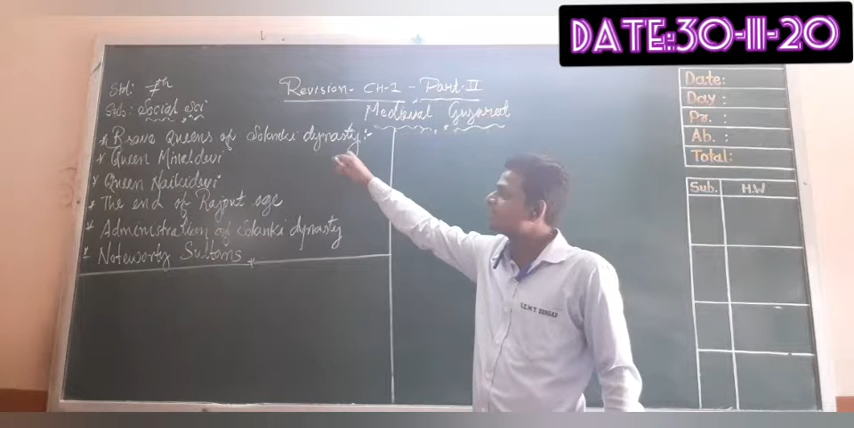 DATE:30-11-20
Std: 7th
Sub: Social sci
Revision- CH-1 - Part-II
Medival Gujarat
* Brave Queens of Solanki dynasty:-
* Queen Minaldevi
* Queen Naikidevi
* The end of Rajput age
* Administration of Solanki dynasty
* Noteworty Sultans
Date:
Day:
Pr.:
Ab.:
Total:
Sub. H.W